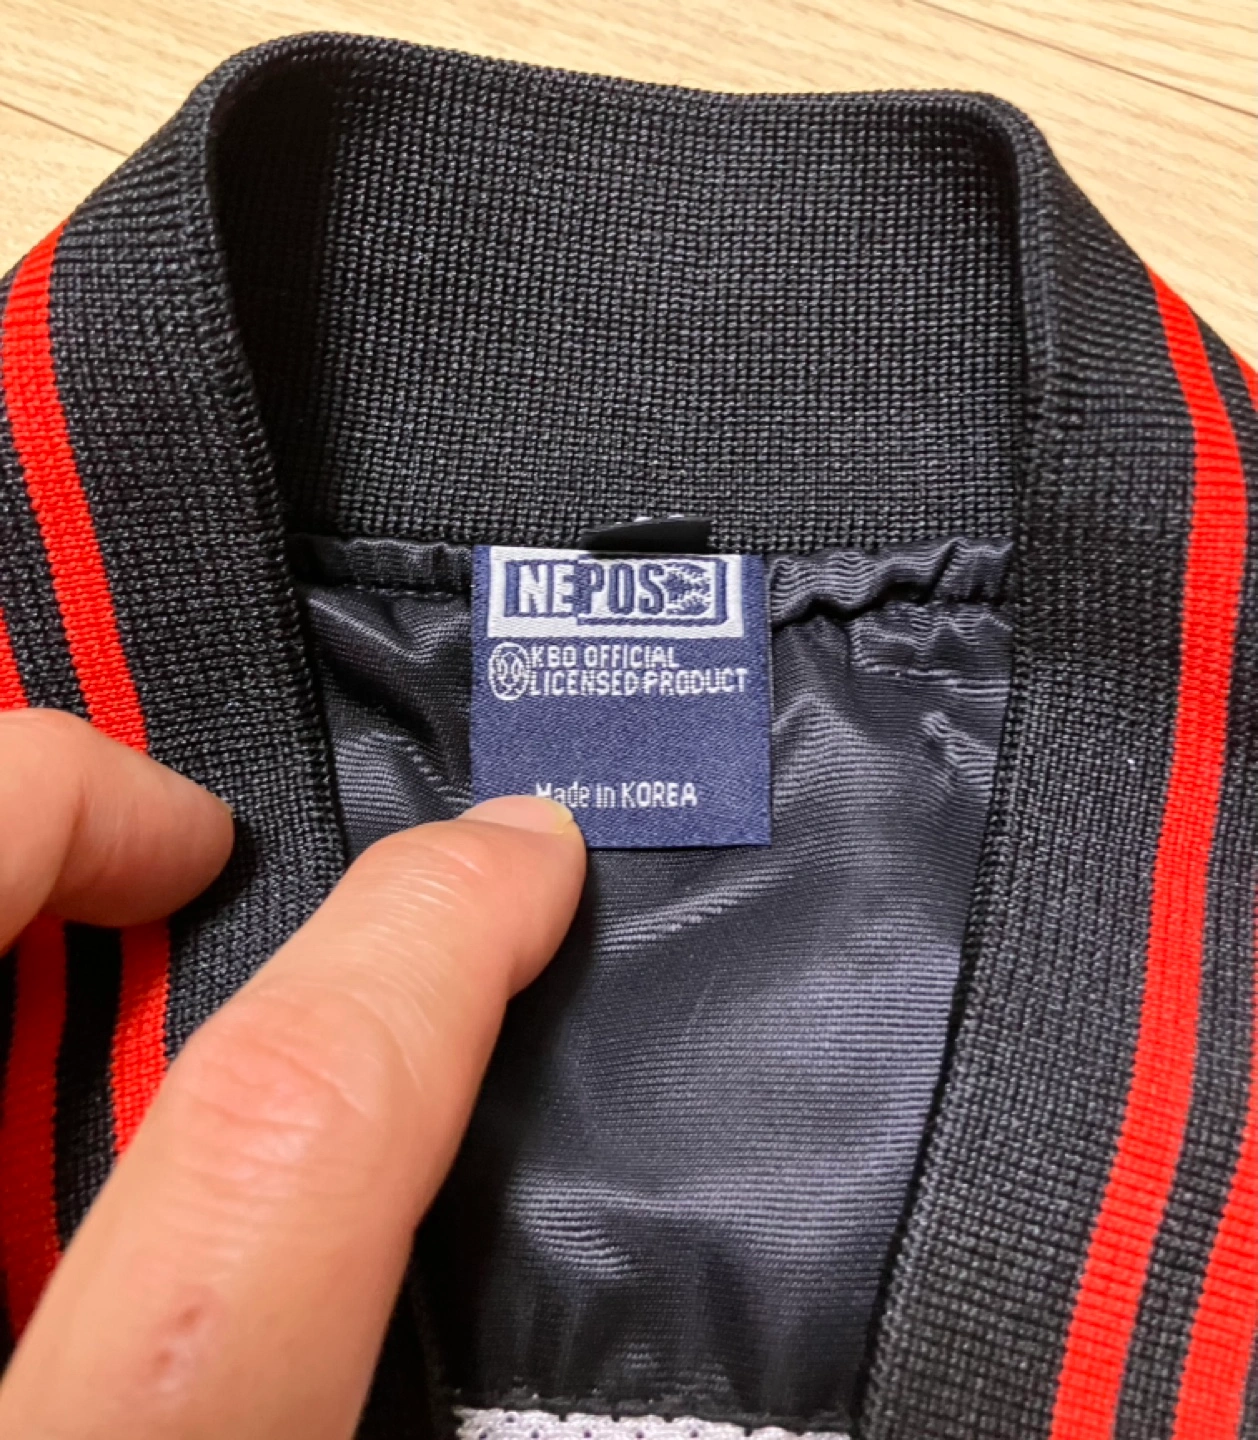 NEPOS
KBO OFFICIAL
LICENSED PRODUCT
Made in KOREA